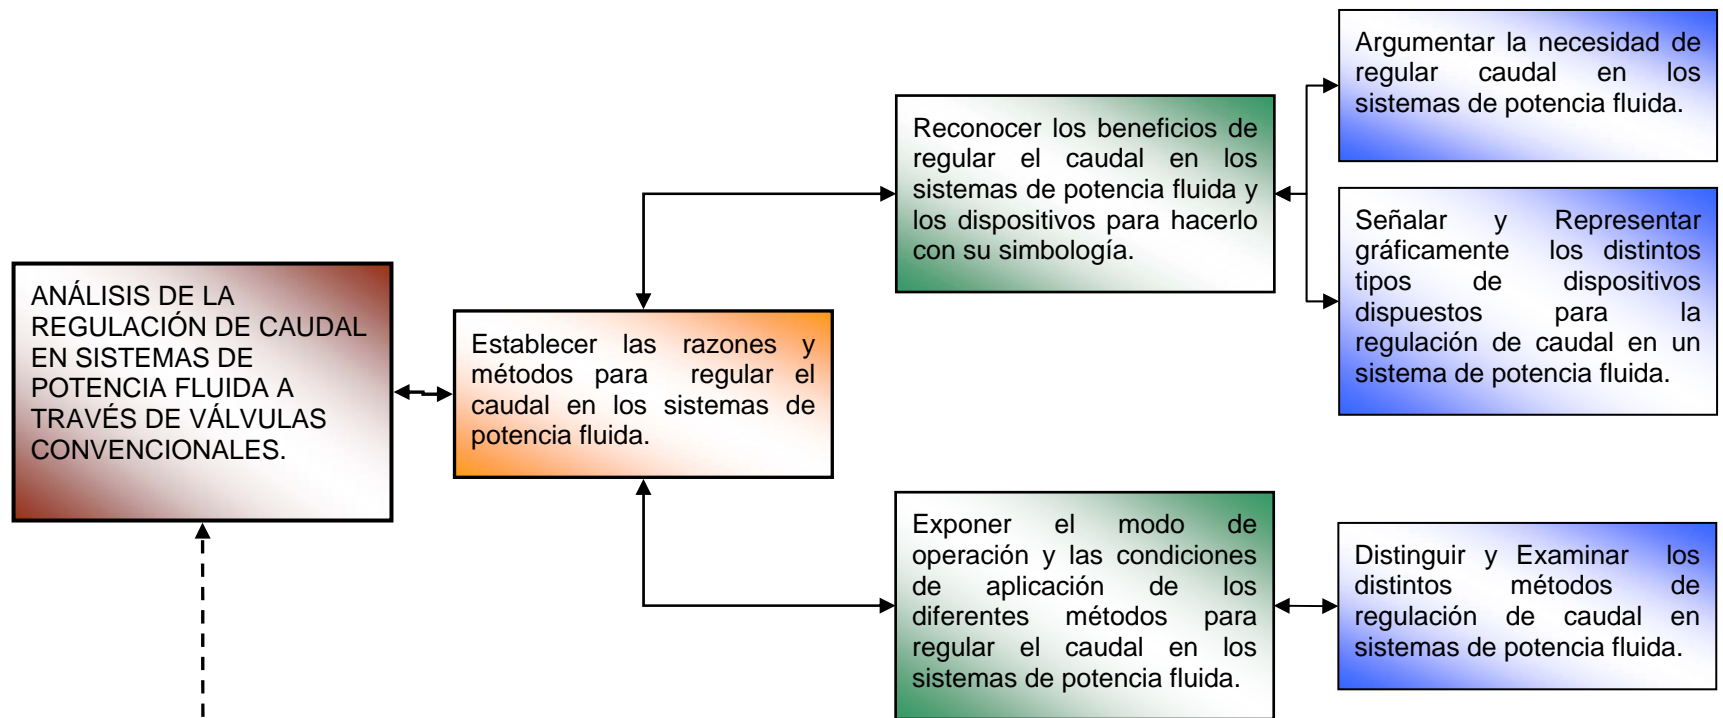 ANÁLISIS DE LA
REGULACIÓN DE CAUDAL
EN SISTEMAS DE
POTENCIA FLUIDA A
TRAVÉS DE VÁLVULAS
CONVENCIONALES.
Establecer las razones y
métodos para regular el
caudal en los sistemas de
potencia fluida.
Reconocer los beneficios de
regular el caudal en los
sistemas de potencia fluida y
los dispositivos para hacerlo
con su simbología.
Argumentar la necesidad de
regular caudal en los
sistemas de potencia fluida.
Señalar y Representar
gráficamente los distintos
tipos de dispositivos
dispuestos para la
regulación de caudal en un
sistema de potencia fluida.
Exponer el modo de
operación y las condiciones
de aplicación de los
diferentes métodos para
regular el caudal en los
sistemas de potencia fluida.
Distinguir y Examinar los
distintos métodos de
regulación de caudal en
sistemas de potencia fluida.